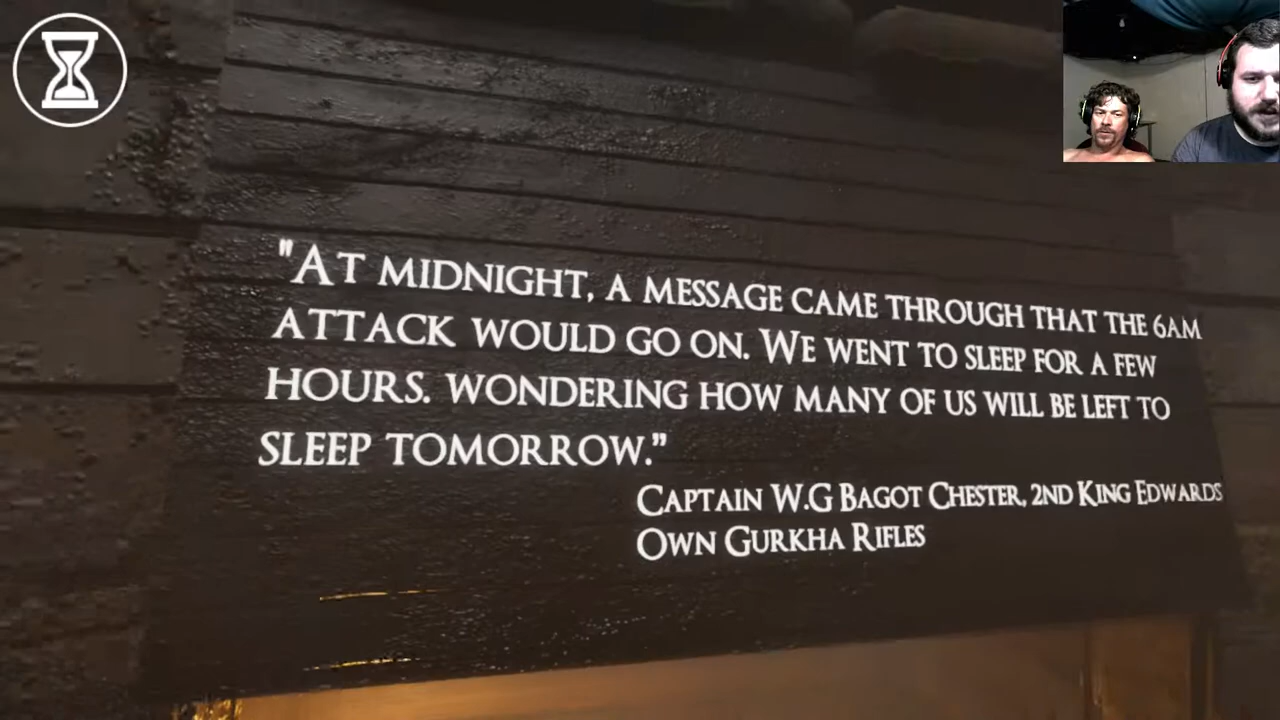 "At midnight, a message came through that the 6am
attack would go on. We went to sleep for a few
hours. wondering how many of us will be left to
sleep tomorrow."
Captain W.G Bagot Chester, 2nd King Edwards
Own Gurkha Rifles